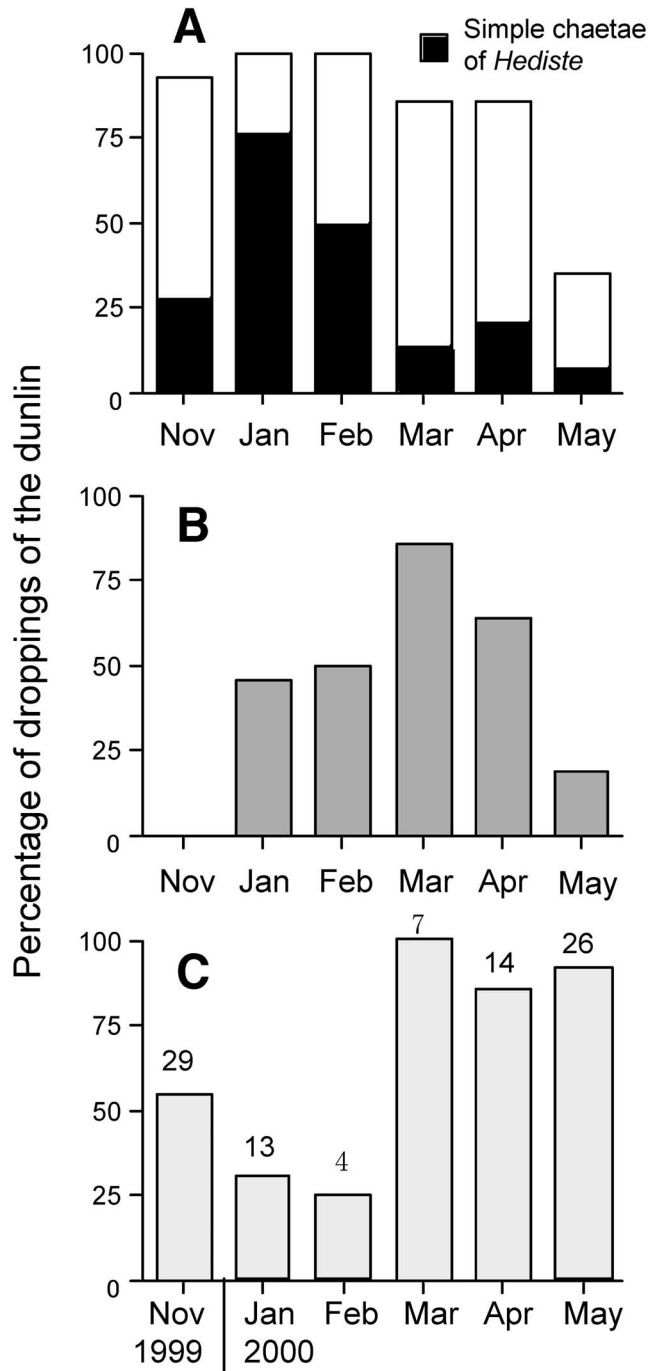 Percentage of droppings of the dunlin
A
Simple chaetae
of Hediste
100
75
50
25
0
Nov Jan Feb Mar Apr May
B
100
75
50
25
0
Nov Jan Feb Mar Apr May
C
100
75
50
25
0
29 13 4 7 14 26
Nov Jan Feb Mar Apr May
1999 2000